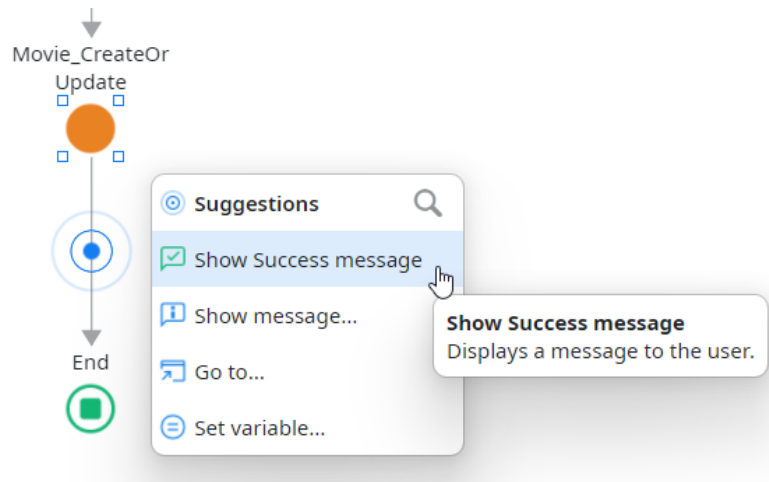 Movie_CreateOr
Update
Suggestions
Show Success message
Show message...
Show Success message
Displays a message to the user.
Go to...
End
Set variable...